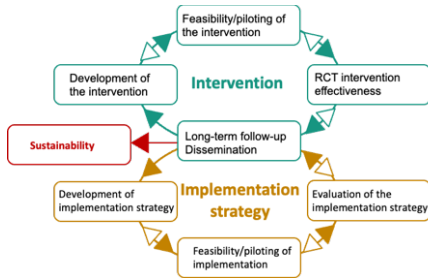 Feasibility/piloting of
the intervention
Development of
the intervention
Intervention
RCT intervention
effectiveness
Sustainability
Long-term follow-up
Dissemination
Development of
implementation strategy
Implementation
strategy
Evaluation of the
implementation strategy
Feasibility/piloting of
implementation